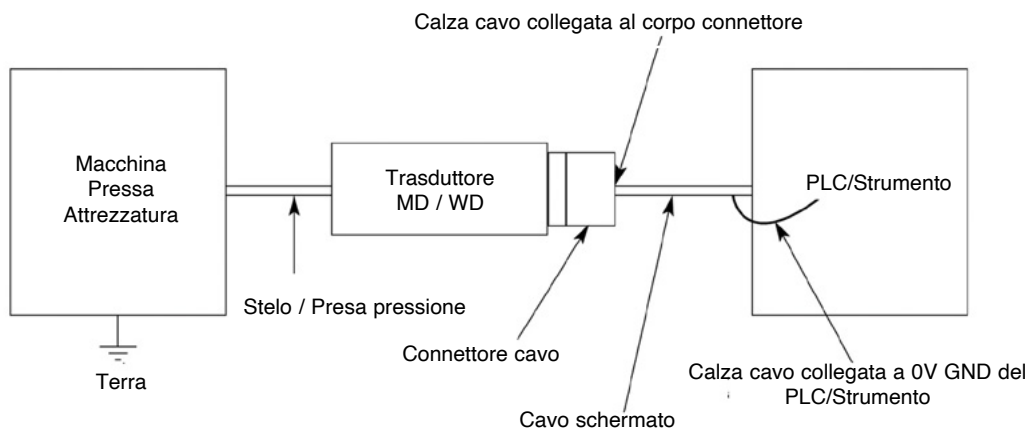 Calza cavo collegata al corpo connettore
Macchina
Pressa
Attrezzatura
Trasduttore
MD / WD
PLC/Strumento
Stelo / Presa pressione
Connettore cavo
Terra
Calza cavo collegata a 0V GND del
PLC/Strumento
Cavo schermato